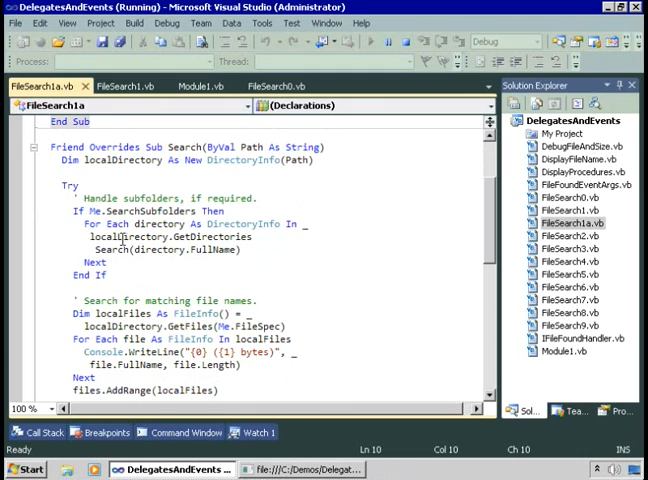 DelegatesAndEvents (Running) - Microsoft Visual Studio (Administrator)
File Edit View Project Build Debug Team Data Tools Test Window Help
Debug
Process:
FileSearch1a.vb FileSearch1.vb Module1.vb FileSearch0.vb
FileSearch1a (Declarations)
End Sub
Friend Overrides Sub Search(ByVal Path As String)
Dim localDirectory As New DirectoryInfo(Path)
Try
' Handle subfolders, if required.
If Me.SearchSubfolders Then
For Each directory As DirectoryInfo In _
localDirectory.GetDirectories
Search(directory.FullName)
Next
End If
' Search for matching file names.
Dim localFiles As FileInfo() = _
localDirectory.GetFiles(Me.FileSpec)
For Each file As FileInfo In localFiles
Console.WriteLine("{0} ({1} bytes)", _
file.FullName, file.Length)
Next
files.AddRange(localFiles)
100 %
Solution Explorer
DelegatesAndEvents
My Project
DebugFileAndSize.vb
DisplayFileName.vb
DisplayProcedures.vb
FileFoundEventArgs.vb
FileSearch0.vb
FileSearch1.vb
FileSearch1a.vb
FileSearch2.vb
FileSearch3.vb
FileSearch4.vb
FileSearch5.vb
FileSearch6.vb
FileSearch7.vb
FileSearch8.vb
FileSearch9.vb
IFileFoundHandler.vb
Module1.vb
Sol... Tea... Pro...
Call Stack Breakpoints Command Window Watch 1
Ready Ln 10 Col 10 Ch 10 INS
Start DelegatesAndEvents ... file:///C:/Demos/Delegat...